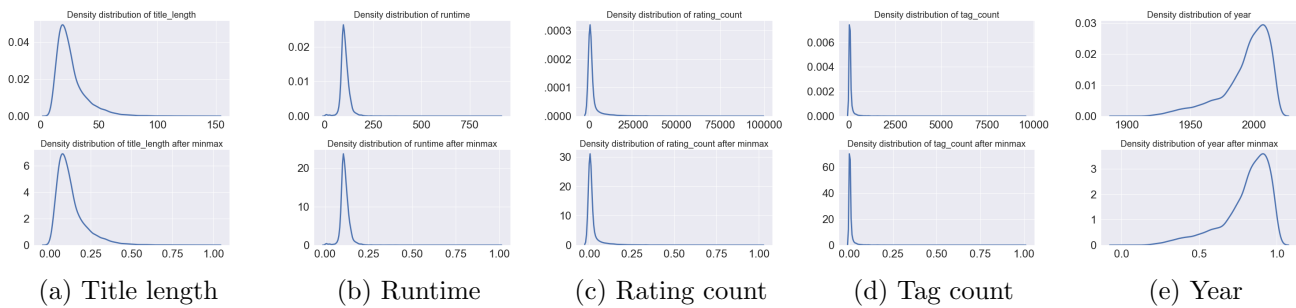 Density distribution of title_length
0.04
0.02
0.00
0 50 100 150
Density distribution of title_length after minmax
6
4
2
0
0.00 0.25 0.50 0.75 1.00
(a) Title length
Density distribution of runtime
0.02
0.01
0.00
0 250 500 750
Density distribution of runtime after minmax
20
10
0
0.00 0.25 0.50 0.75 1.00
(b) Runtime
Density distribution of rating_count
.0003
.0002
.0001
.0000
0 25000 50000 75000 100000
Density distribution of rating_count after minmax
30
20
10
0
0.00 0.25 0.50 0.75 1.00
(c) Rating count
Density distribution of tag_count
0.006
0.004
0.002
0.000
0 2500 5000 7500 10000
Density distribution of tag_count after minmax
60
40
20
0
0.00 0.25 0.50 0.75 1.00
(d) Tag count
Density distribution of year
0.03
0.02
0.01
0.00
1900 1950 2000
Density distribution of year after minmax
3
2
1
0
0.0 0.5 1.0
(e) Year